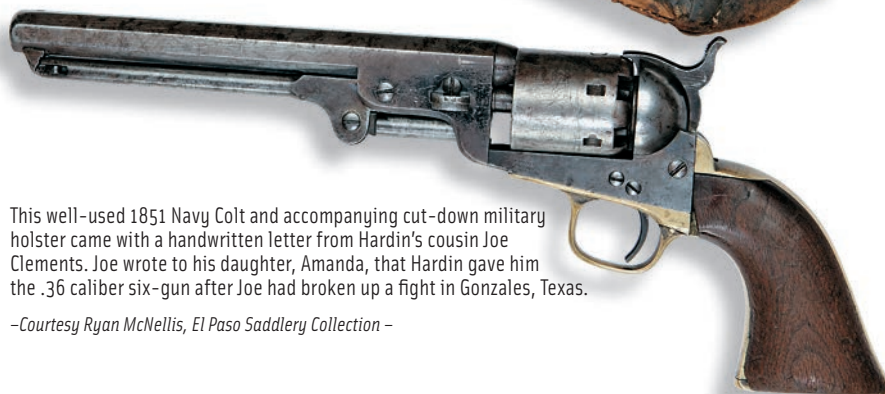 This well-used 1851 Navy Colt and accompanying cut-down military
holster came with a handwritten letter from Hardin's cousin Joe
Clements. Joe wrote to his daughter, Amanda, that Hardin gave him
the .36 caliber six-gun after Joe had broken up a fight in Gonzales, Texas.
–Courtesy Ryan McNellis, El Paso Saddlery Collection –